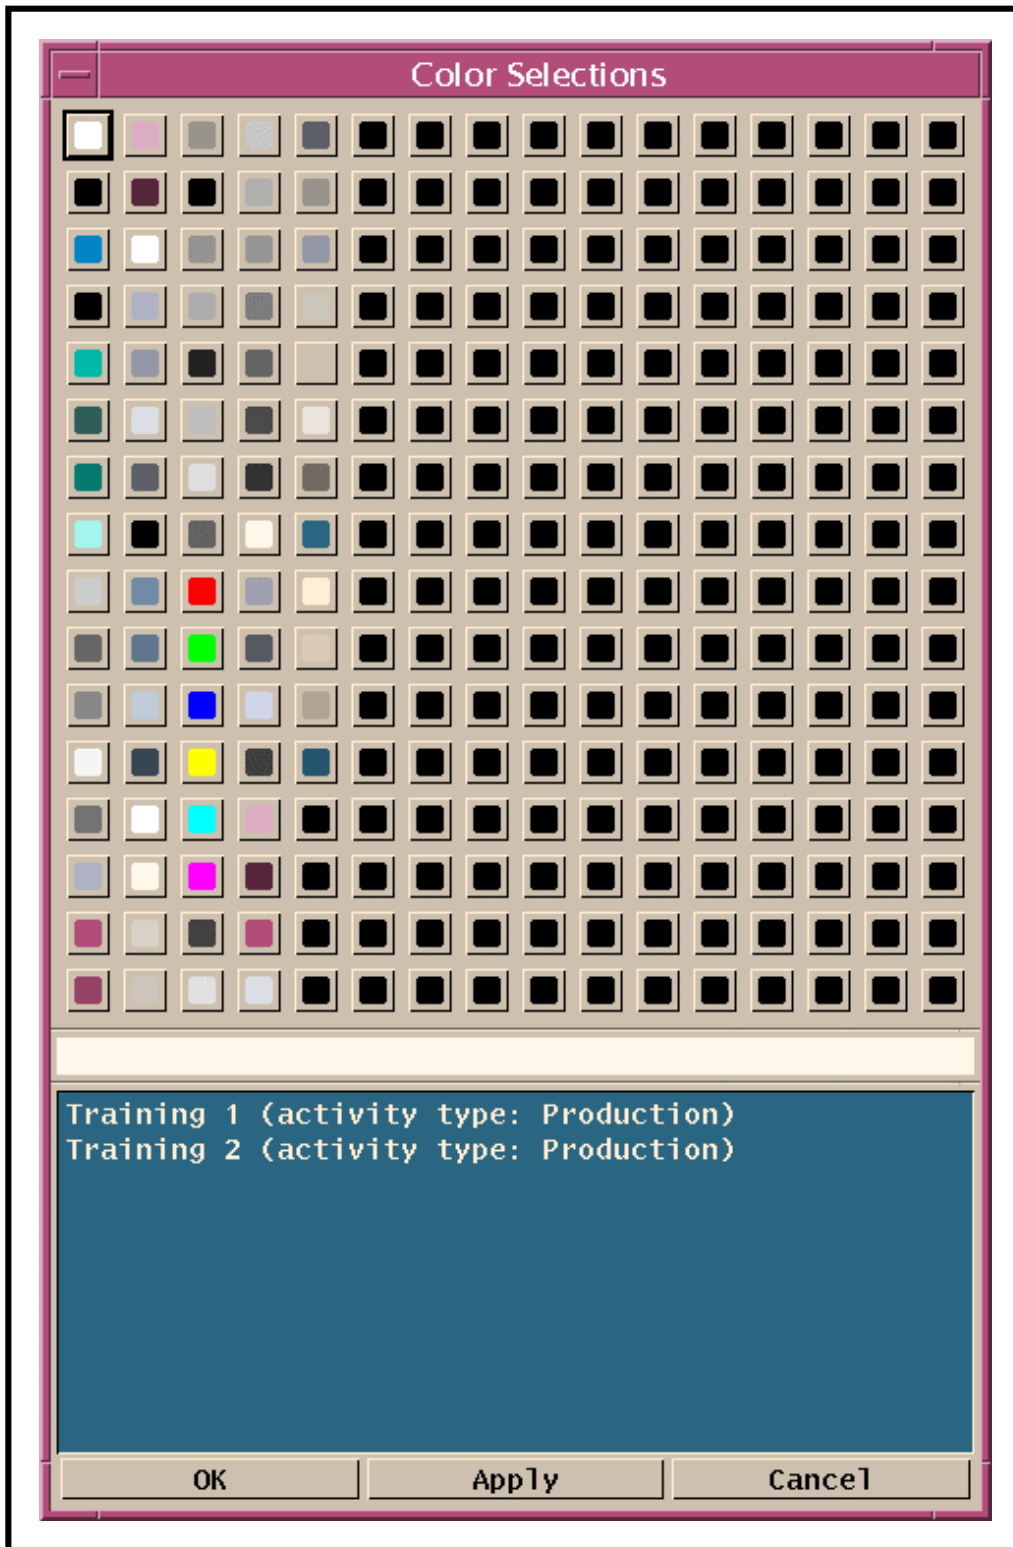 Color Selections
Training 1 (activity type: Production)
Training 2 (activity type: Production)
OK Apply Cancel